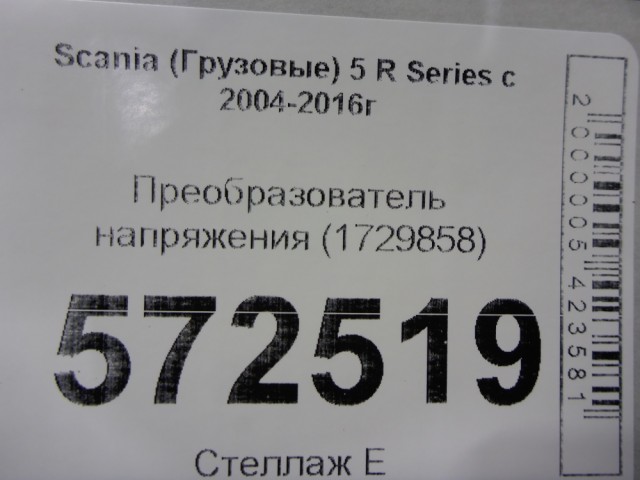 Scania (Грузовые) 5 R Series с
2004-2016г
Преобразователь
напряжения (1729858)
572519
Стеллаж Е
2000005423581